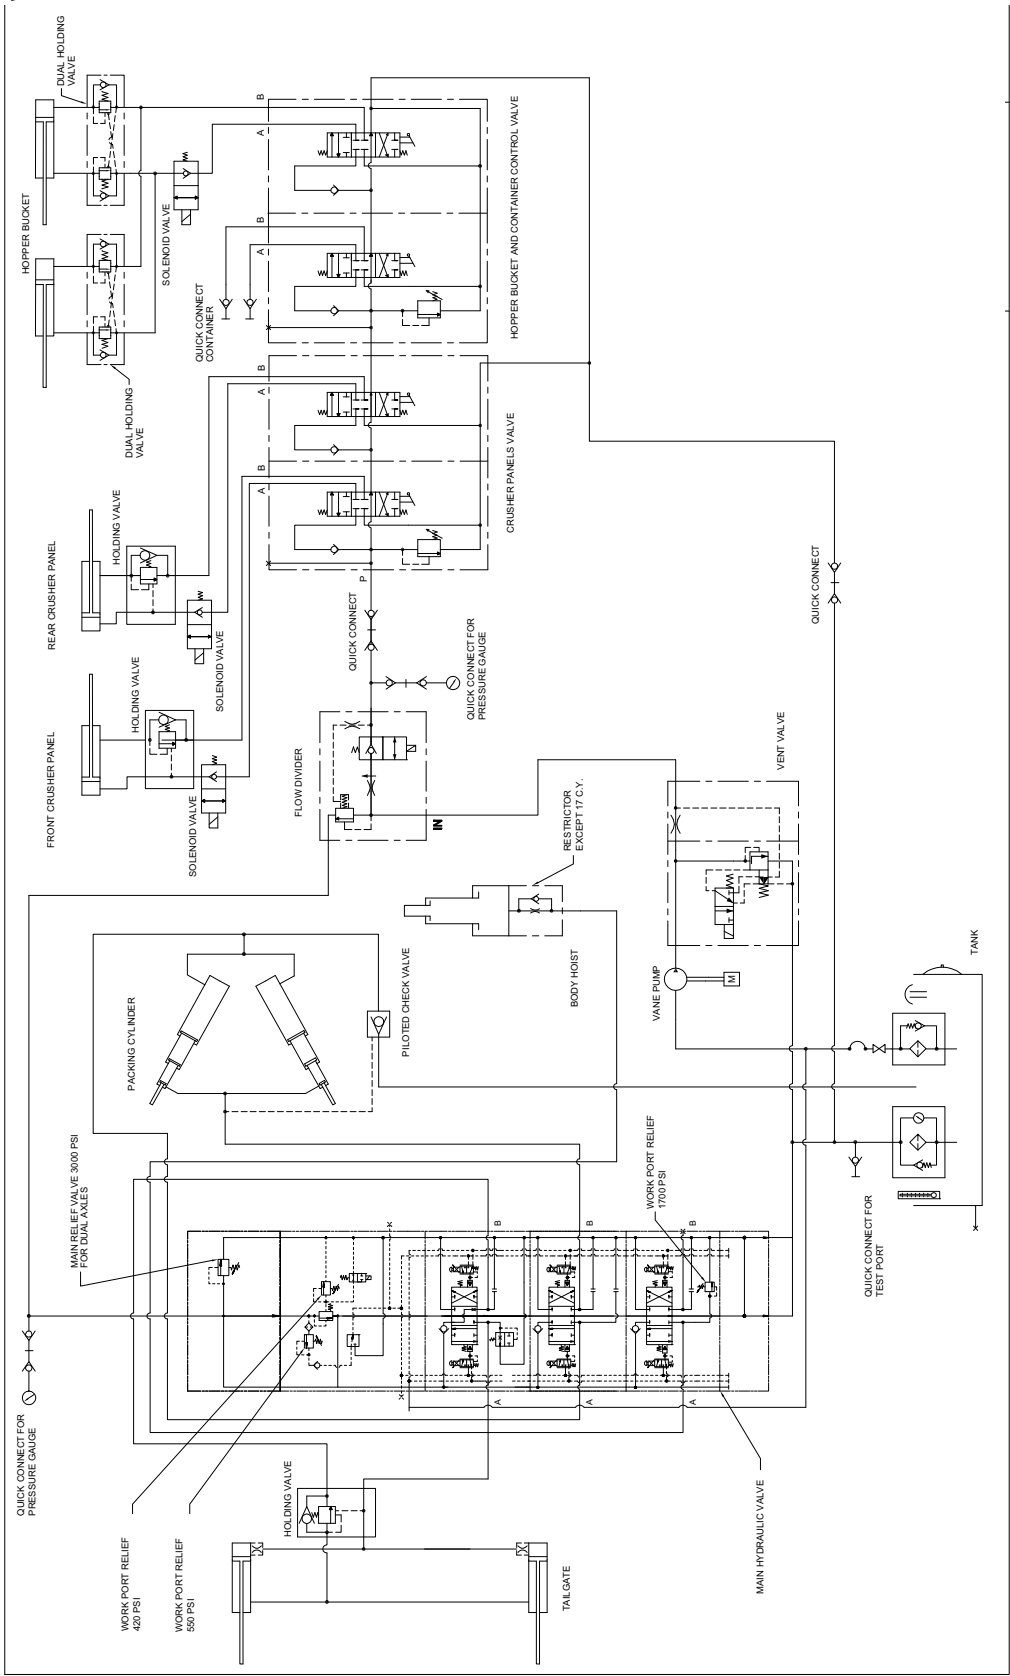 HOPPER BUCKET
DUAL HOLDING
VALVE
DUAL HOLDING
VALVE
SOLENOID VALVE
QUICK CONNECT
CONTAINER
A
B
A
B
HOPPER BUCKET AND CONTAINER CONTROL VALVE
REAR CRUSHER PANEL
HOLDING VALVE
SOLENOID VALVE
A
B
A
B
P
CRUSHER PANELS VALVE
FRONT CRUSHER PANEL
HOLDING VALVE
SOLENOID VALVE
QUICK CONNECT
QUICK CONNECT FOR
PRESSURE GAUGE
FLOW DIVIDER
IN
QUICK CONNECT
VENT VALVE
RESTRICTOR
EXCEPT 17 C.Y.
BODY HOIST
VANE PUMP
M
TANK
PACKING CYLINDER
PILOTED CHECK VALVE
MAIN RELIEF VALVE 3000 PSI
FOR DUAL AXLES
WORK PORT RELIEF
1700 PSI
QUICK CONNECT FOR
TEST PORT
B
B
B
A
A
A
QUICK CONNECT FOR
PRESSURE GAUGE
WORK PORT RELIEF
420 PSI
WORK PORT RELIEF
550 PSI
HOLDING VALVE
TAILGATE
MAIN HYDRAULIC VALVE